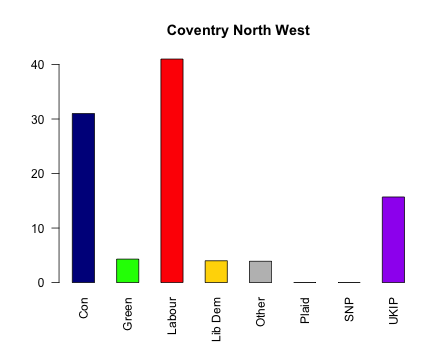 Coventry North West
40
30
20
10
0
Con
Green
Labour
Lib Dem
Other
Plaid
SNP
UKIP